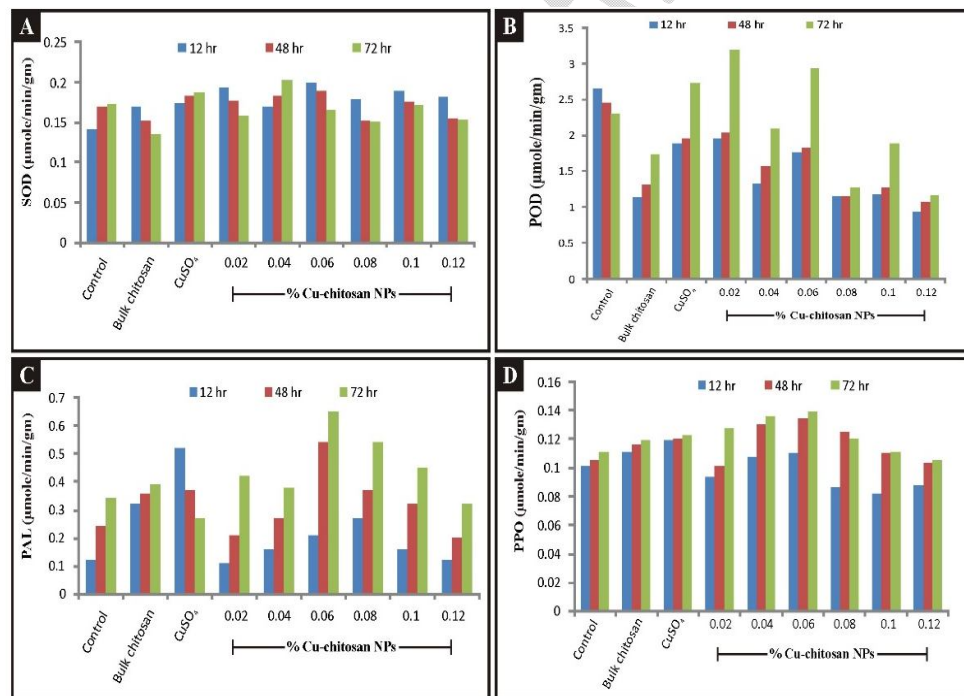 A
12 hr 48 hr 72 hr
SOD (µmole/min/gm)
0.25
0.2
0.15
0.1
0.05
0
Control Bulk chitosan CuSO₄ 0.02 0.04 0.06 0.08 0.1 0.12
% Cu-chitosan NPs
B
12 hr 48 hr 72 hr
POD (µmole/min/gm)
3.5
3
2.5
2
1.5
1
0.5
0
Control Bulk chitosan CuSO₄ 0.02 0.04 0.06 0.08 0.1 0.12
% Cu-chitosan NPs
C
12 hr 48 hr 72 hr
PAL (µmole/min/gm)
0.7
0.6
0.5
0.4
0.3
0.2
0.1
0
Control Bulk chitosan CuSO₄ 0.02 0.04 0.06 0.08 0.1 0.12
% Cu-chitosan NPs
D
12 hr 48 hr 72 hr
PPO (µmole/min/gm)
0.16
0.14
0.12
0.1
0.08
0.06
0.04
0.02
0
Control Bulk chitosan CuSO₄ 0.02 0.04 0.06 0.08 0.1 0.12
% Cu-chitosan NPs